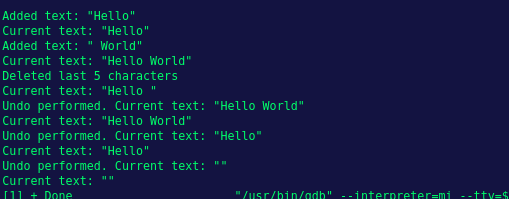 Added text: "Hello"
Current text: "Hello"
Added text: " World"
Current text: "Hello World"
Deleted last 5 characters
Current text: "Hello "
Undo performed. Current text: "Hello World"
Current text: "Hello World"
Undo performed. Current text: "Hello"
Current text: "Hello"
Undo performed. Current text: ""
Current text: ""
[1] + Done                       "/usr/bin/gdb" --interpreter=mi --tty=$